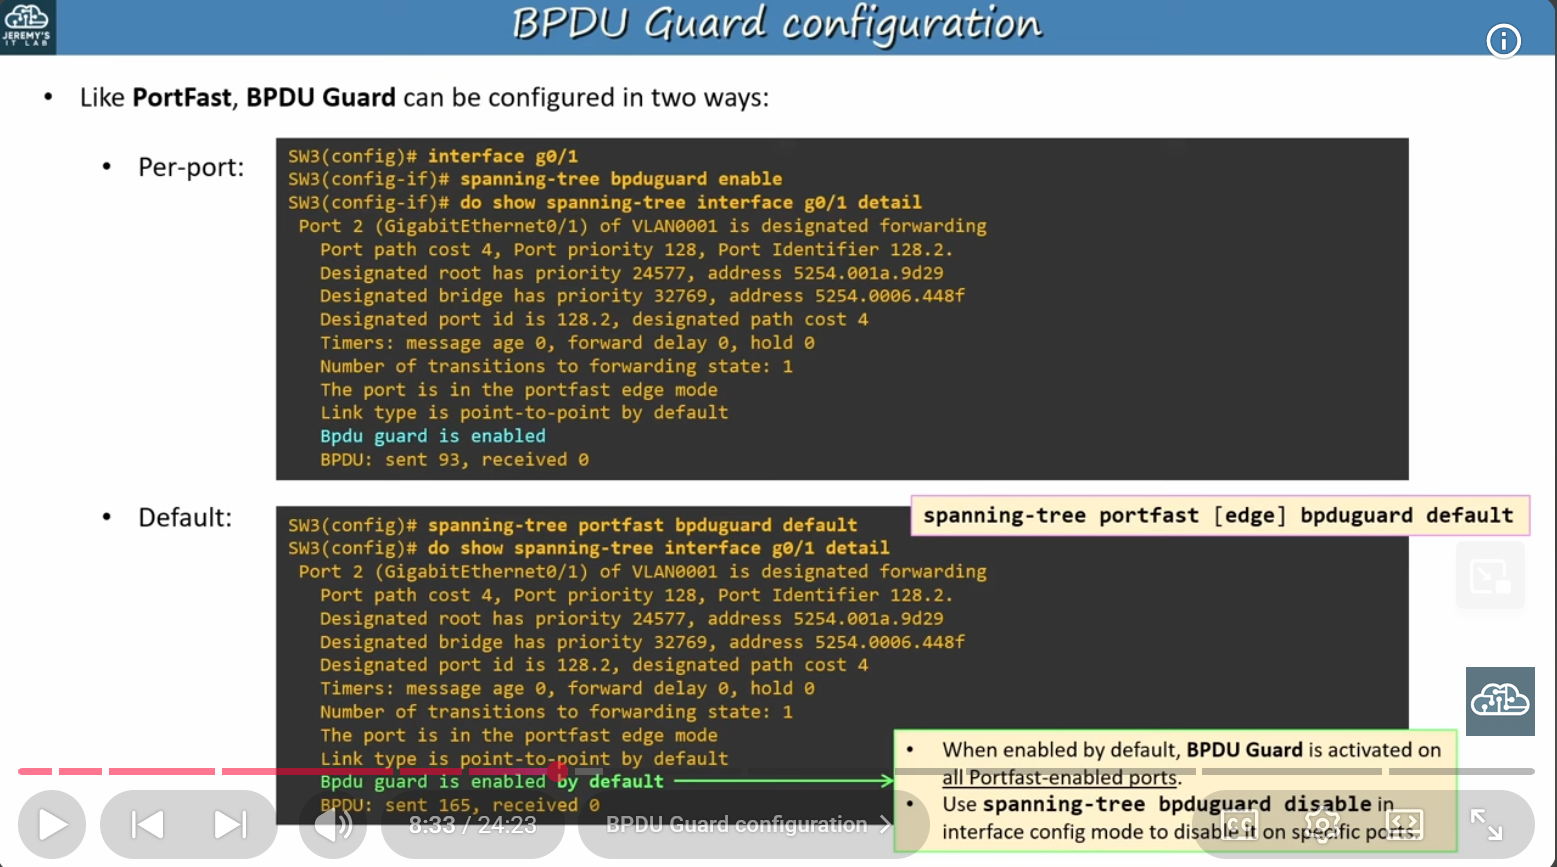 JEREMY'S
IT LAB
BPDU Guard configuration
• Like PortFast, BPDU Guard can be configured in two ways:
• Per-port:
SW3(config)# interface g0/1
SW3(config-if)# spanning-tree bpduguard enable
SW3(config-if)# do show spanning-tree interface g0/1 detail
Port 2 (GigabitEthernet0/1) of VLAN0001 is designated forwarding
Port path cost 4, Port priority 128, Port Identifier 128.2.
Designated root has priority 24577, address 5254.001a.9d29
Designated bridge has priority 32769, address 5254.0006.448f
Designated port id is 128.2, designated path cost 4
Timers: message age 0, forward delay 0, hold 0
Number of transitions to forwarding state: 1
The port is in the portfast edge mode
Link type is point-to-point by default
Bpdu guard is enabled
BPDU: sent 93, received 0
• Default:
spanning-tree portfast [edge] bpduguard default
SW3(config)# spanning-tree portfast bpduguard default
SW3(config)# do show spanning-tree interface g0/1 detail
Port 2 (GigabitEthernet0/1) of VLAN0001 is designated forwarding
Port path cost 4, Port priority 128, Port Identifier 128.2.
Designated root has priority 24577, address 5254.001a.9d29
Designated bridge has priority 32769, address 5254.0006.448f
Designated port id is 128.2, designated path cost 4
Timers: message age 0, forward delay 0, hold 0
Number of transitions to forwarding state: 1
The port is in the portfast edge mode
Link type is point-to-point by default
Bpdu guard is enabled by default
BPDU: sent 165, received 0
• When enabled by default, BPDU Guard is activated on
all Portfast-enabled ports.
• Use spanning-tree bpduguard disable in
interface config mode to disable it on specific ports.
8:33 / 24:23
BPDU Guard configuration
CC